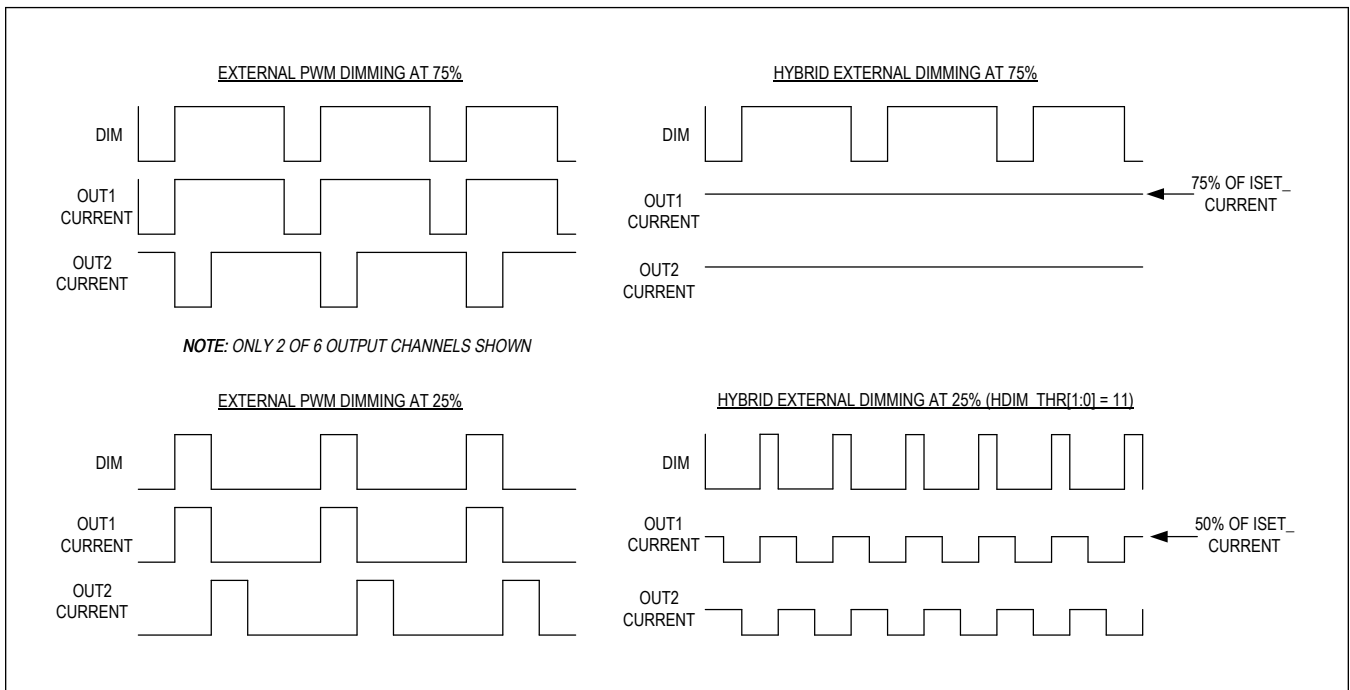 EXTERNAL PWM DIMMING AT 75%
DIM
OUT1
CURRENT
OUT2
CURRENT
NOTE: ONLY 2 OF 6 OUTPUT CHANNELS SHOWN
HYBRID EXTERNAL DIMMING AT 75%
DIM
OUT1
CURRENT
75% OF ISET_
CURRENT
OUT2
CURRENT
EXTERNAL PWM DIMMING AT 25%
DIM
OUT1
CURRENT
OUT2
CURRENT
HYBRID EXTERNAL DIMMING AT 25% (HDIM_THR[1:0] = 11)
DIM
OUT1
CURRENT
50% OF ISET_
CURRENT
OUT2
CURRENT